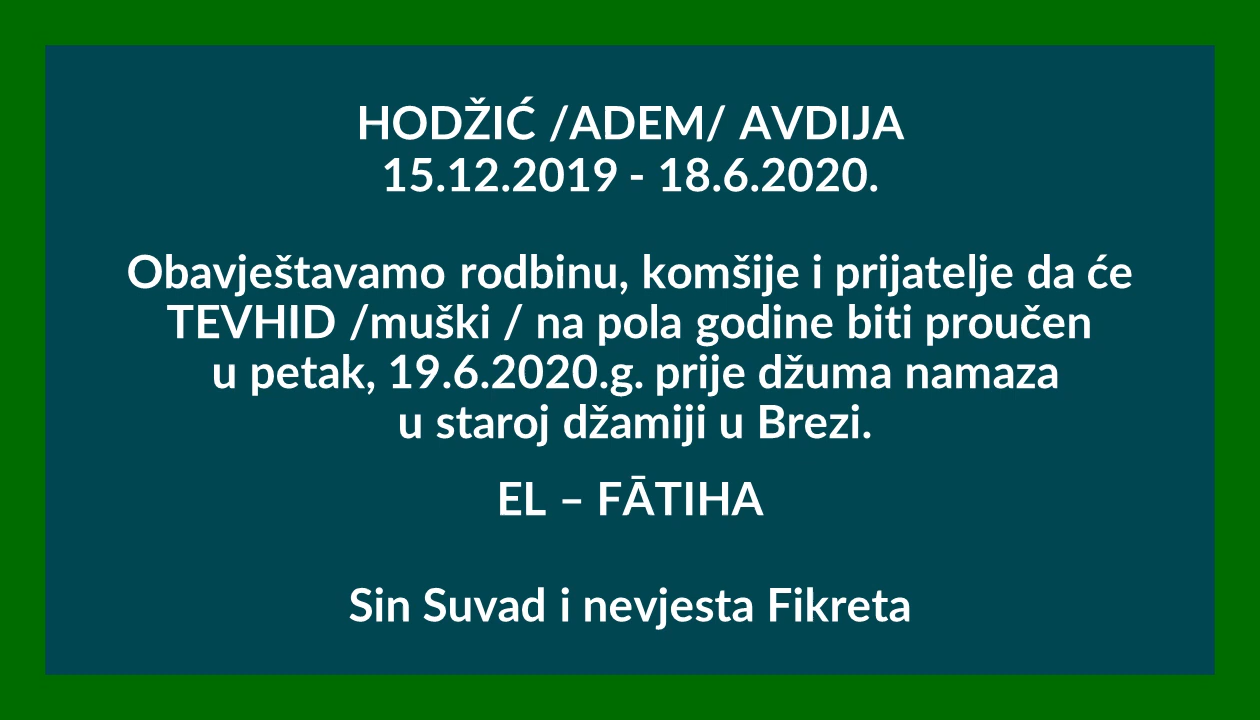 HODŽIĆ /ADEM/ AVDIJA
15.12.2019 - 18.6.2020.
Obavještavamo rodbinu, komšije i prijatelje da će
TEVHID /muški / na pola godine biti proučen
u petak, 19.6.2020.g. prije džuma namaza
u staroj džamiji u Brezi.
EL – FĀTIHA
Sin Suvad i nevjesta Fikreta